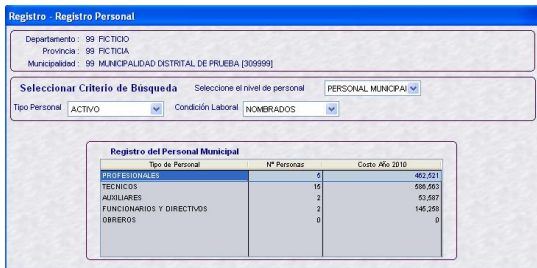 Registro - Registro Personal
Departamento : 99 FICTICIO
Provincia : 99 FICTICIA
Municipalidad : 99 MUNICIPALIDAD DISTRITAL DE PRUEBA [309999]
Seleccionar Criterio de Búsqueda Seleccione el nivel de personal PERSONAL MUNICIPAL
Tipo Personal ACTIVO Condición Laboral NOMBRADOS
Registro del Personal Municipal
Tipo de Personal N° Personas Costo Año 2010
PROFESIONALES 5 462,521
TECNICOS 15 586,563
AUXILIARES 2 53,587
FUNCIONARIOS Y DIRECTIVOS 2 145,258
OBREROS 0 0